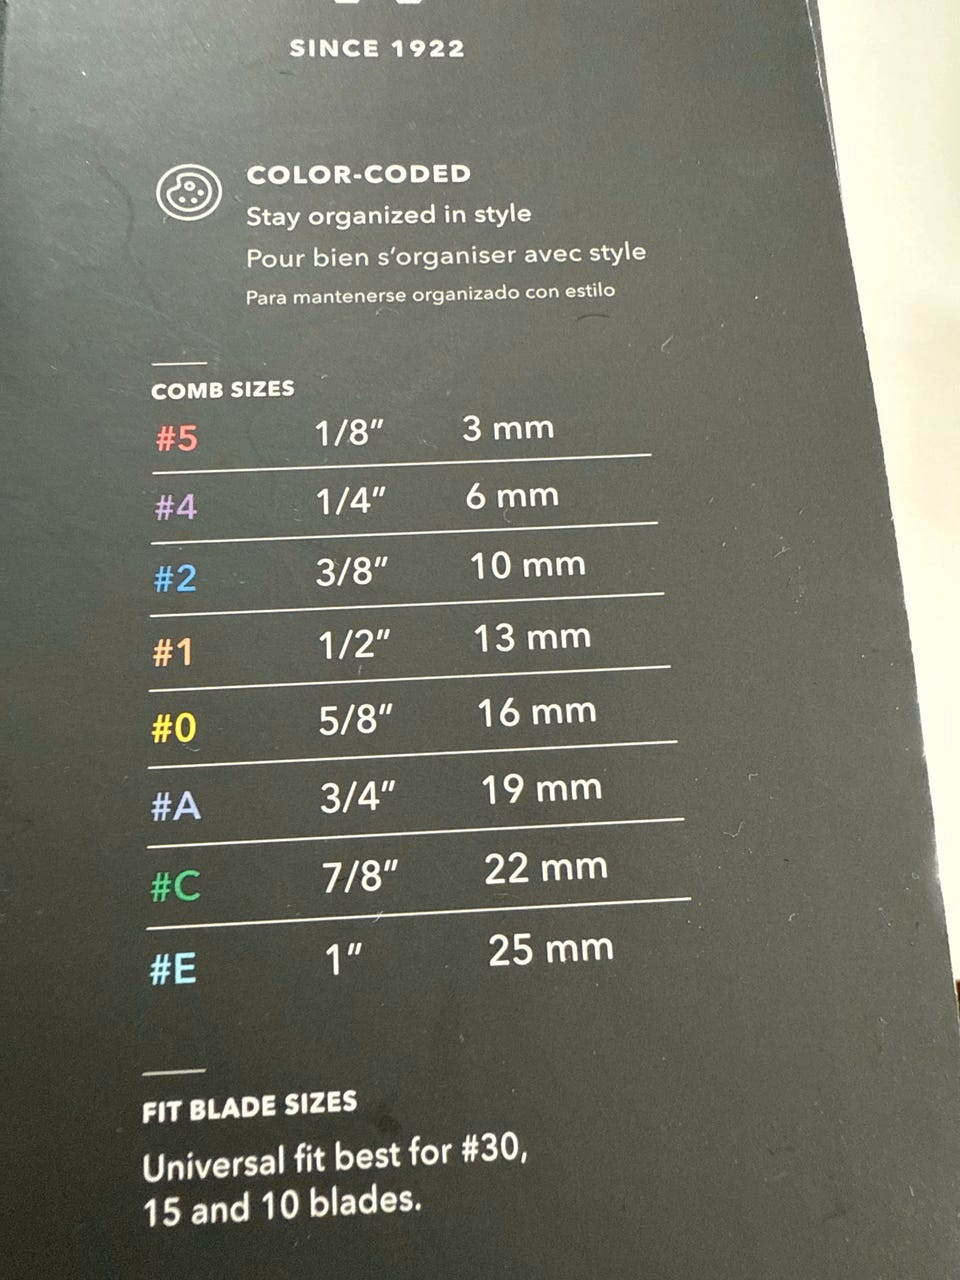 SINCE 1922
COLOR-CODED
Stay organized in style
Pour bien s'organiser avec style
Para mantenerse organizado con estilo
COMB SIZES
#5 1/8" 3 mm
#4 1/4" 6 mm
#2 3/8" 10 mm
#1 1/2" 13 mm
#0 5/8" 16 mm
#A 3/4" 19 mm
#C 7/8" 22 mm
#E 1" 25 mm
FIT BLADE SIZES
Universal fit best for #30,
15 and 10 blades.